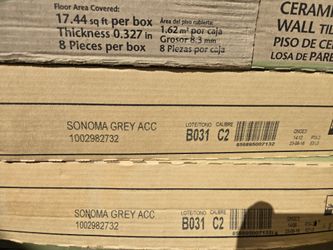 Floor Area Covered:
17.44 sq ft per box
Thickness 0.327 in
8 Pieces per box
Área del piso cubierta:
1.62 m² por caja
Grosor 8.3 mm
8 Piezas por caja
CERAM
WALL TIL
PISO DE CE
LOSA DE PARE
SONOMA GREY ACC
1002982732
LOTE/TONO CALIBRE
B031 C2
SONOMA GREY ACC
1002982732
LOTE/TONO CALIBRE
B031 C2